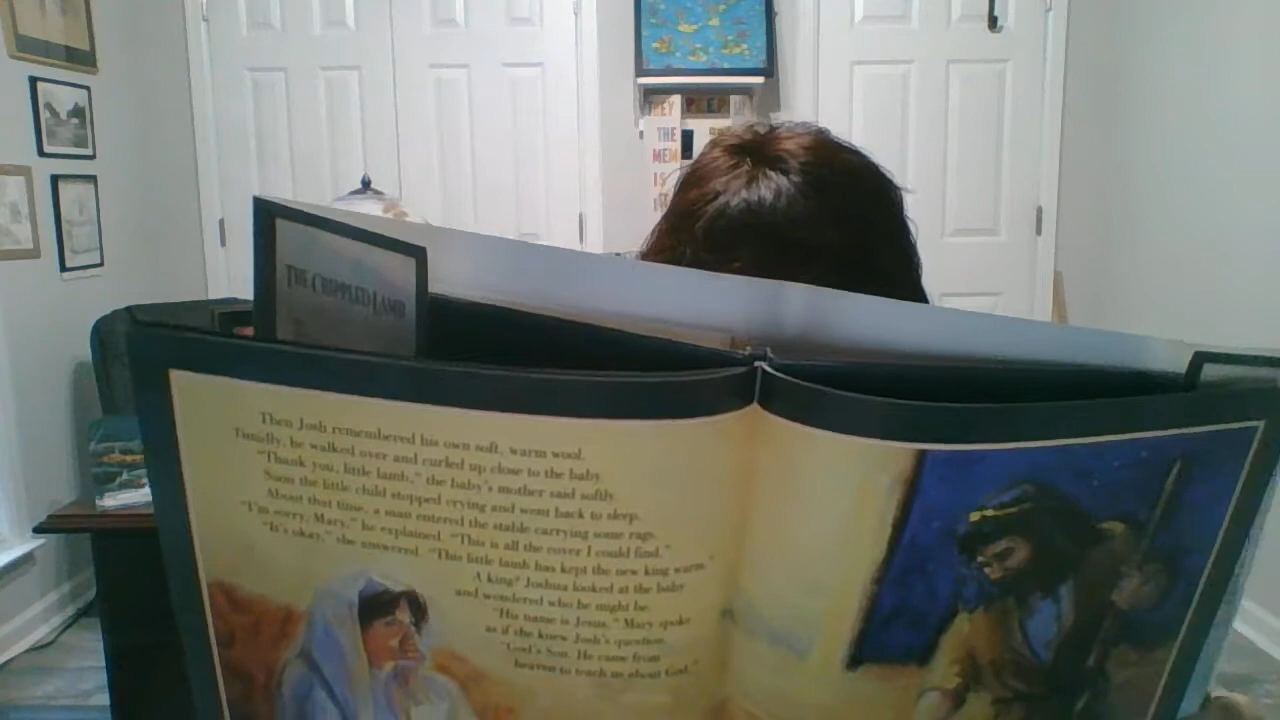 THE
MEM
IS
THE CRIPPLED LAMB
Then Josh remembered his own soft, warm wool.
Timidly, he walked over and curled up close to the baby.
"Thank you, little lamb," the baby's mother said softly.
Soon the little child stopped crying and went back to sleep.
About that time, a man entered the stable carrying some rags.
"I'm sorry, Mary," he explained. "This is all the cover I could find."
"It's okay," she answered. "This little lamb has kept the new king warm."
A king? Joshua looked at the baby
and wondered who he might be.
"His name is Jesus." Mary spoke
as if she knew Josh's question.
"God's Son. He came from
heaven to teach us about God."